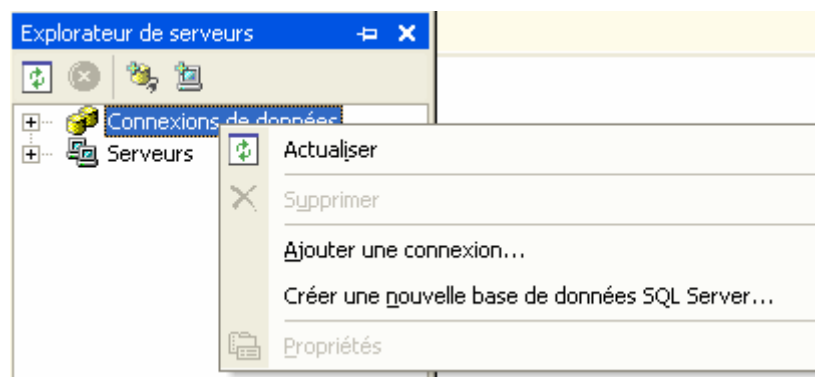 Explorateur de serveurs
Connexions de données
Serveurs
Actualiser
Supprimer
Ajouter une connexion...
Créer une nouvelle base de données SQL Server...
Propriétés